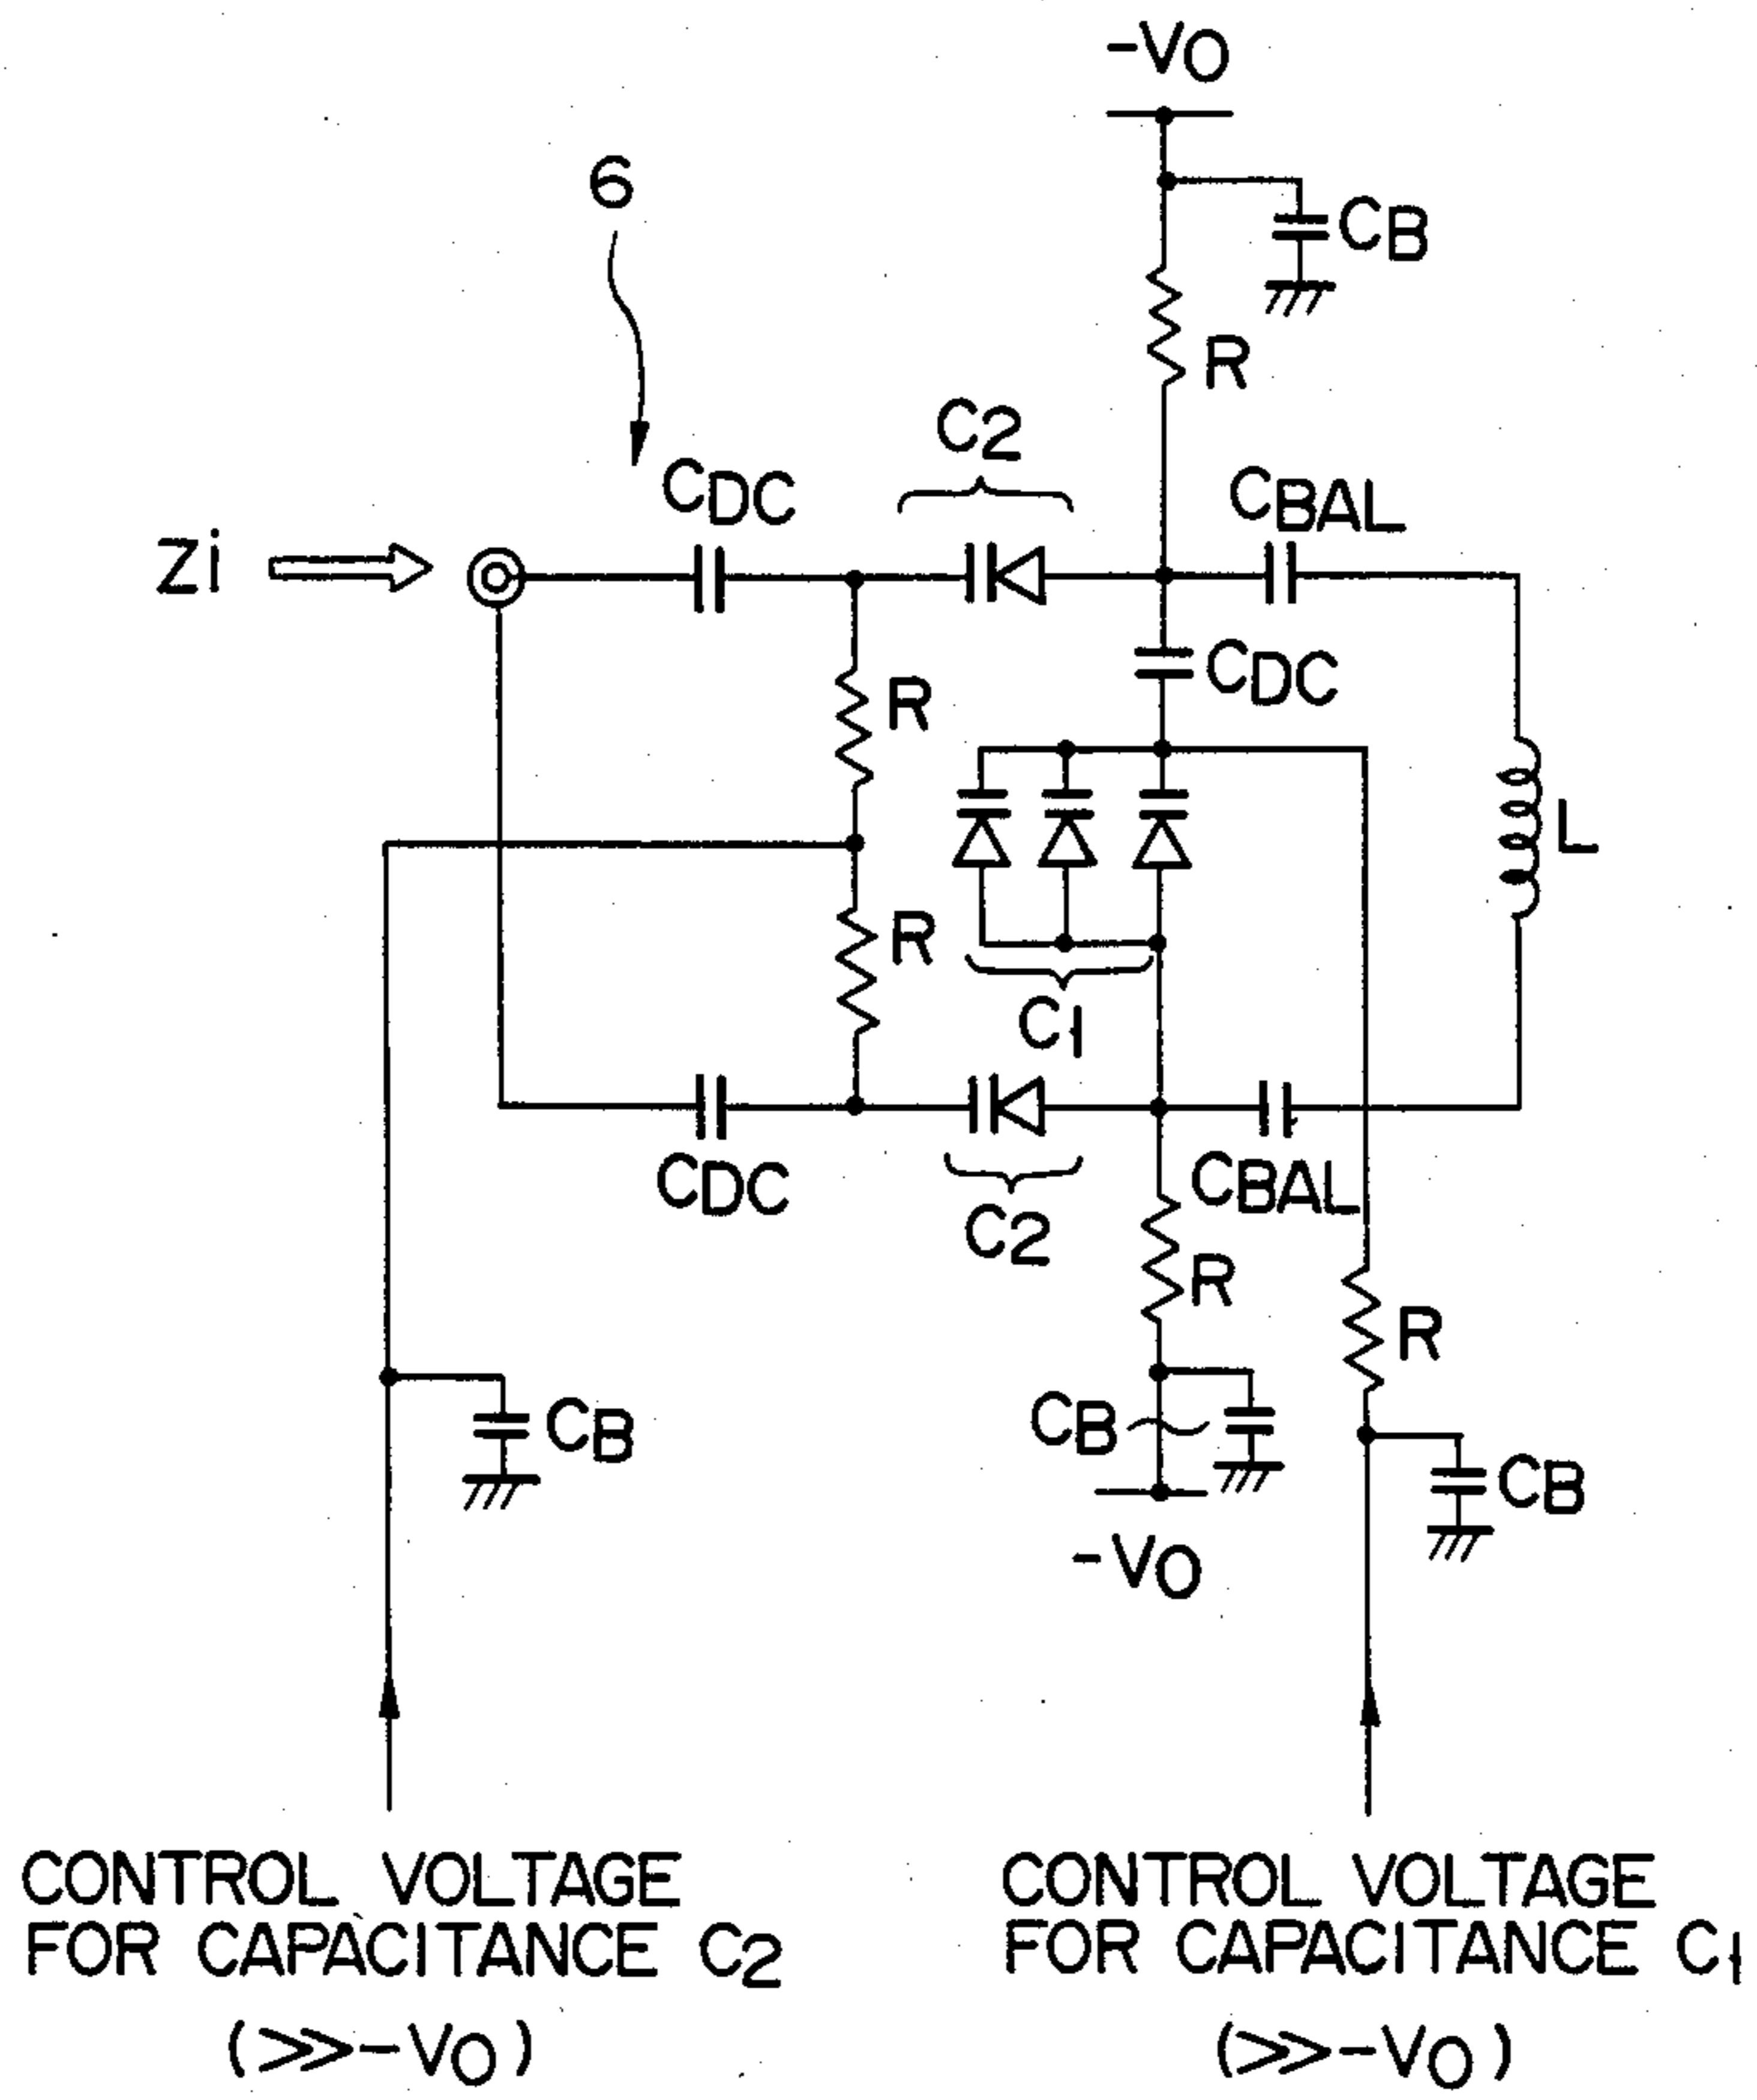 -VO
6
CB
R
C2
CDC
CBAL
Zi
CDC
R
L
R
C1
CDC
CBAL
C2
R
R
CB
CB
CB
-VO
CONTROL VOLTAGE
FOR CAPACITANCE C2
(>>-VO)
CONTROL VOLTAGE
FOR CAPACITANCE C1
(>>-VO)